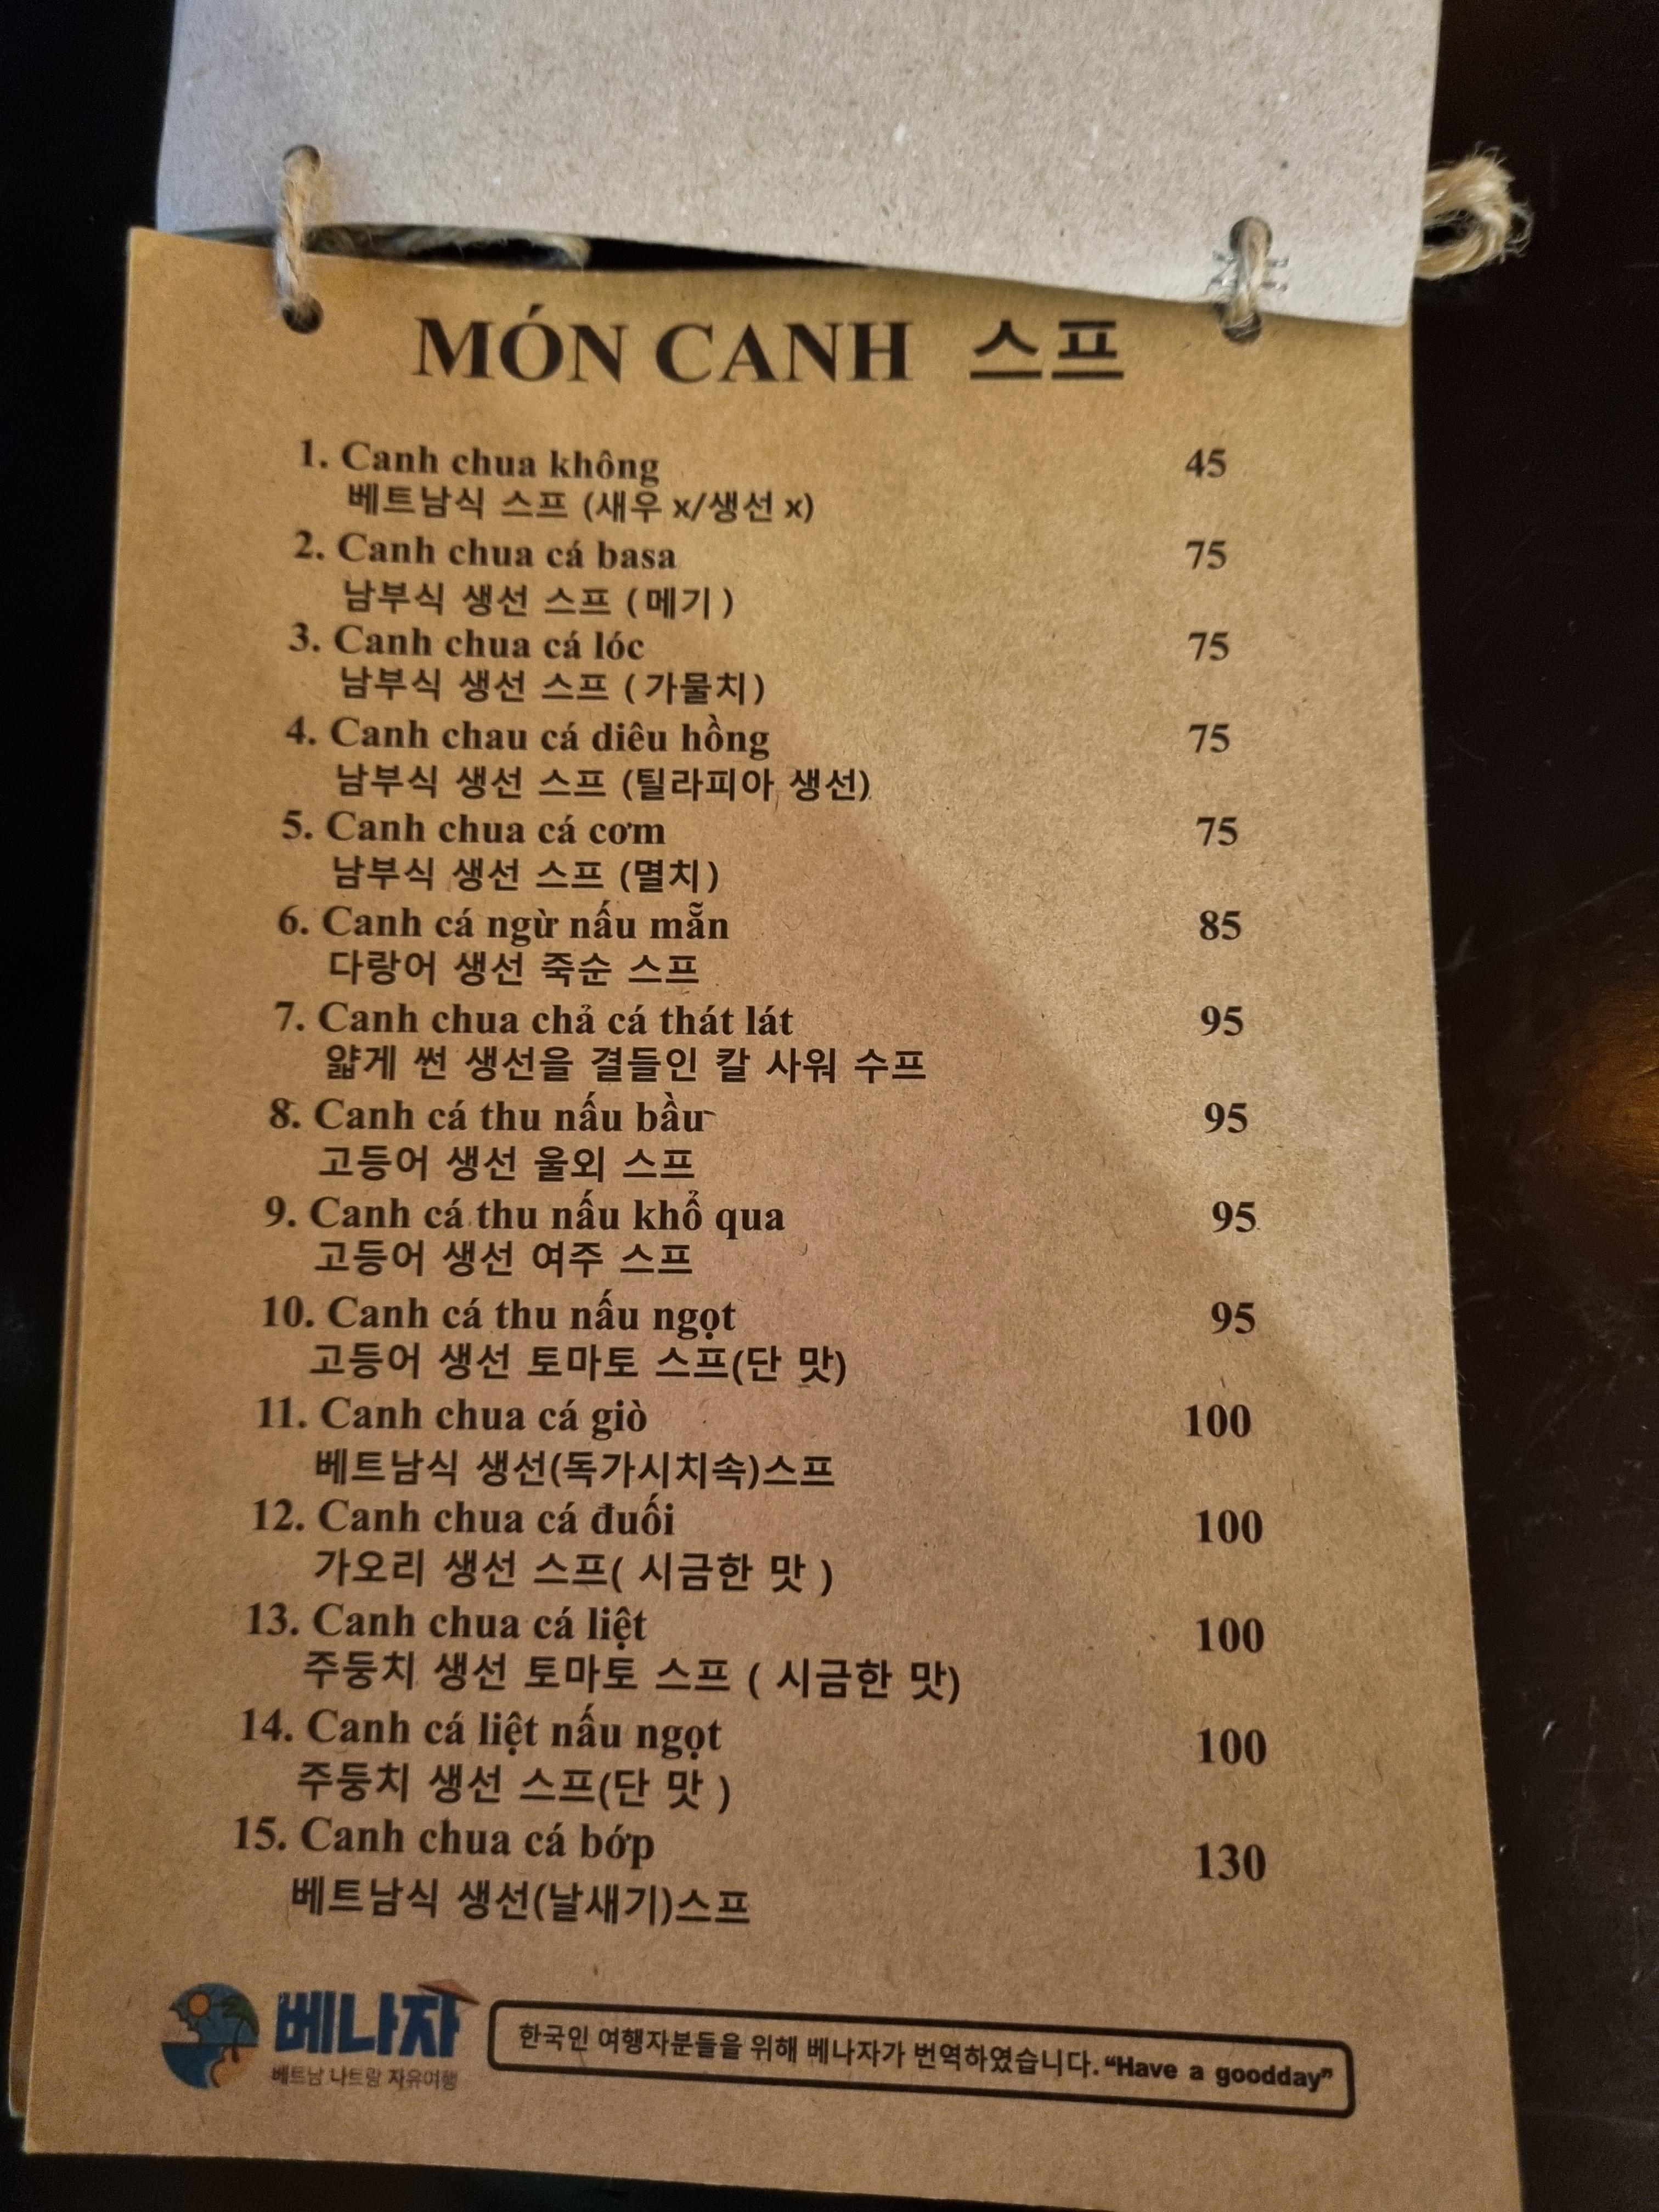 MÓN CANH 스프
1. Canh chua không 45
베트남식 스프 (새우 x/생선 x)
2. Canh chua cá basa 75
남부식 생선 스프 ( 메기 )
3. Canh chua cá lóc 75
남부식 생선 스프 ( 가물치)
4. Canh chau cá diêu hồng 75
남부식 생선 스프 (틸라피아 생선)
5. Canh chua cá cơm 75
남부식 생선 스프 (멸치)
6. Canh cá ngừ nấu mẵn 85
다랑어 생선 죽순 스프
7. Canh chua chả cá thát lát 95
얇게 썬 생선을 곁들인 칼 사워 수프
8. Canh cá thu nấu bầu 95
고등어 생선 울외 스프
9. Canh cá thu nấu khổ qua 95
고등어 생선 여주 스프
10. Canh cá thu nấu ngọt 95
고등어 생선 토마토 스프(단 맛)
11. Canh chua cá giò 100
베트남식 생선(독가시치속)스프
12. Canh chua cá đuối 100
가오리 생선 스프( 시금한 맛 )
13. Canh chua cá liệt 100
주둥치 생선 토마토 스프 ( 시금한 맛)
14. Canh cá liệt nấu ngọt 100
주둥치 생선 스프(단 맛 )
15. Canh chua cá bớp 130
베트남식 생선(날새기)스프
베나자
베트남 나트랑 자유여행
한국인 여행자분들을 위해 베나자가 번역하였습니다. “Have a goodday”